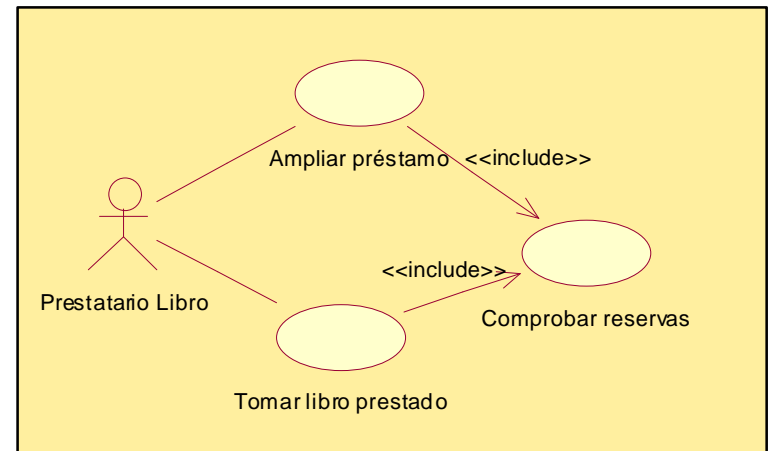 Ampliar préstamo <<include>>
<<include>>
Prestatario Libro
Comprobar reservas
Tomar libro prestado